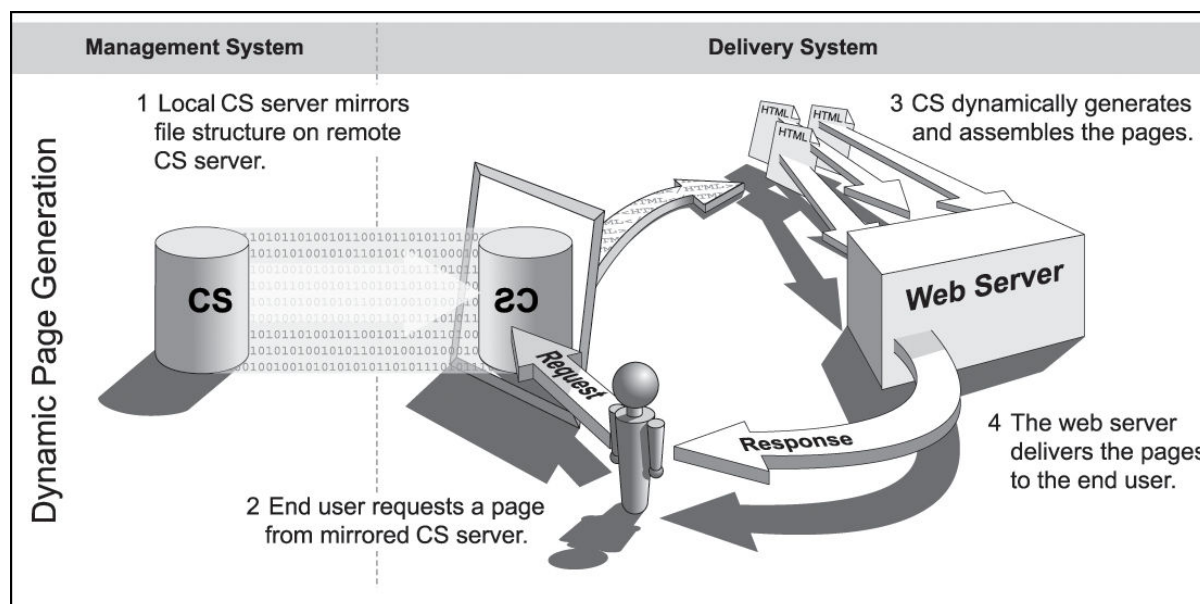 Management System
Delivery System
Dynamic Page Generation
1 Local CS server mirrors
file structure on remote
CS server.
3 CS dynamically generates
and assembles the pages.
HTML
HTML
HTML
</HTML>
<HTML
CS
CS
Web Server
Request
Response
2 End user requests a page
from mirrored CS server.
4 The web server
delivers the pages
to the end user.